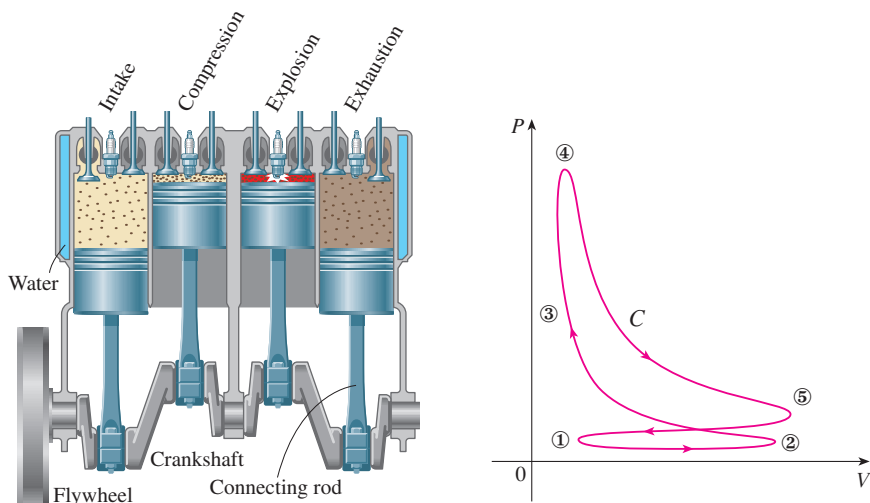 Intake
Compression
Explosion
Exhaustion
Water
Crankshaft
Connecting rod
Flywheel
P
④
③
C
⑤
①
②
0
V